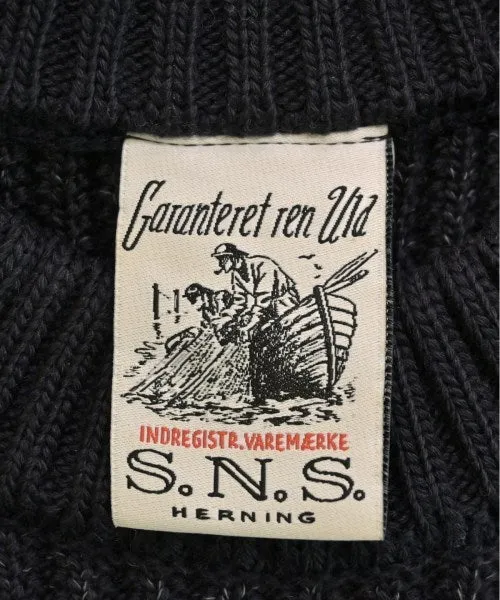 Garanteret ren Uld
INDREGISTR.VAREMÆRKE
S.N.S.
HERNING